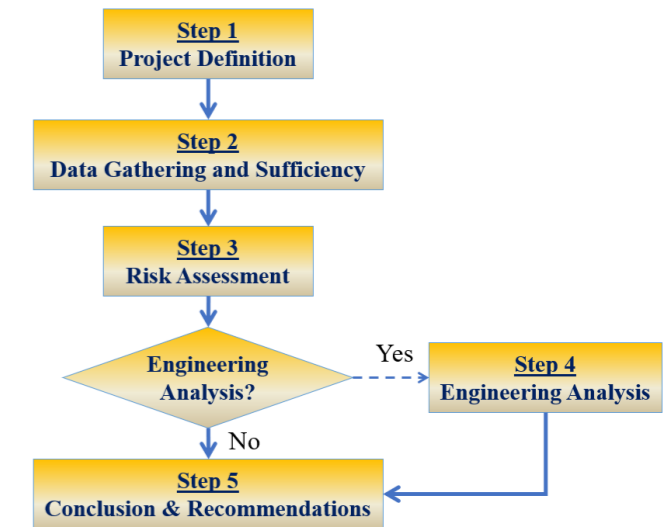 Step 1
Project Definition
Step 2
Data Gathering and Sufficiency
Step 3
Risk Assessment
Engineering
Analysis?
Yes
Step 4
Engineering Analysis
No
Step 5
Conclusion & Recommendations